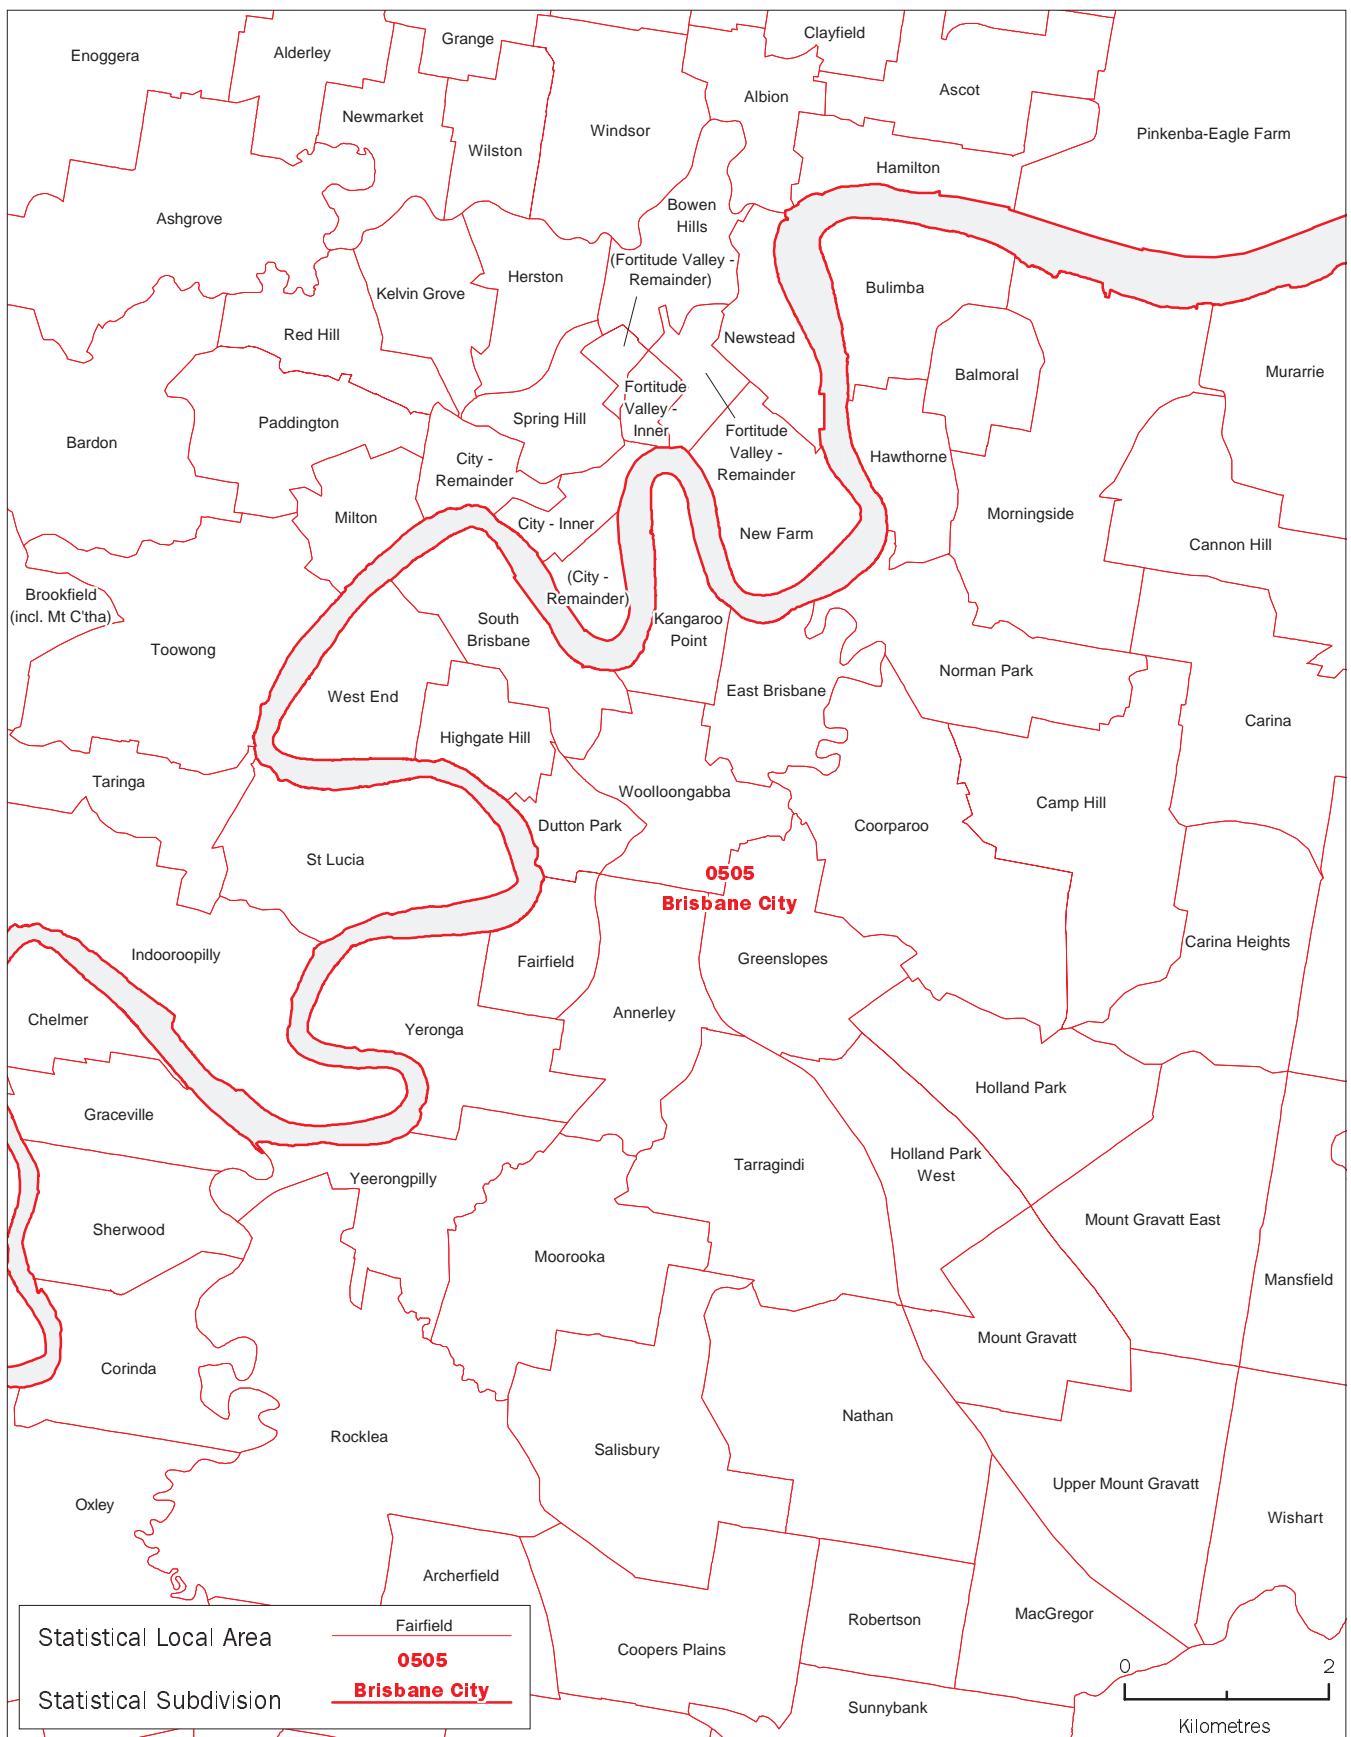 Clayfield
Grange
Alderley
Enoggera
Ascot
Albion
Newmarket
Windsor
Pinkenba-Eagle Farm
Wilston
Hamilton
Bowen
Hills
Ashgrove
(Fortitude Valley -
Remainder)
Herston
Kelvin Grove
Bulimba
Red Hill
Newstead
Murarrie
Balmoral
Fortitude
Valley -
Inner
Spring Hill
Paddington
Bardon
Fortitude
Valley -
Remainder
Hawthorne
City -
Remainder
Milton
City - Inner
Morningside
New Farm
Cannon Hill
(City -
Remainder)
Brookfield
(incl. Mt C'tha)
South
Brisbane
Kangaroo
Point
Toowong
Norman Park
East Brisbane
West End
Carina
Highgate Hill
Taringa
Woolloongabba
Camp Hill
Dutton Park
Coorparoo
St Lucia
0505
Brisbane City
Carina Heights
Indooroopilly
Fairfield
Greenslopes
Annerley
Chelmer
Yeronga
Holland Park
Graceville
Holland Park
West
Tarragindi
Yeerongpilly
Mount Gravatt East
Sherwood
Moorooka
Mansfield
Mount Gravatt
Corinda
Nathan
Rocklea
Salisbury
Upper Mount Gravatt
Oxley
Wishart
Archerfield
MacGregor
Robertson
Coopers Plains
Sunnybank
Statistical Local Area
Fairfield
0505
Brisbane City
Statistical Subdivision
0 2
Kilometres